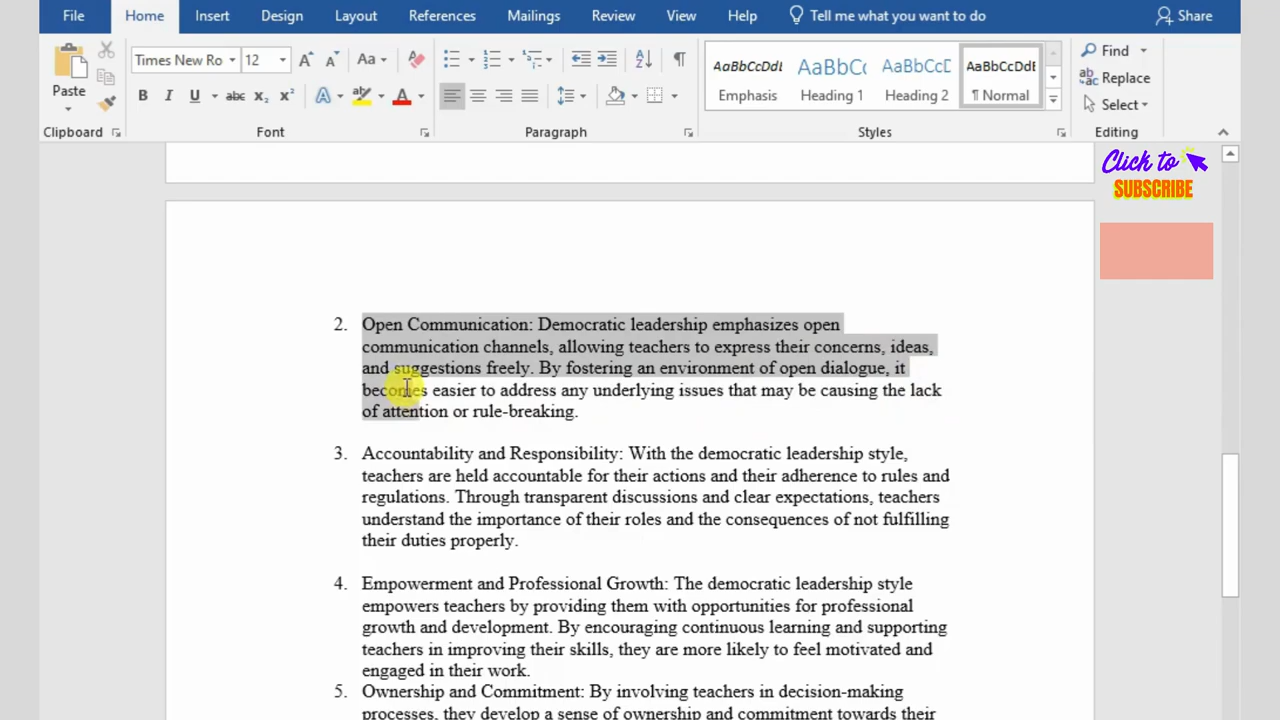 File Home Insert Design Layout References Mailings Review View Help Tell me what you want to do Share
Times New Ro 12 Aa Find
AaBbCcDdI AaBbC( AaBbCcD AaBbCcDdE
Paste Replace
B I U abc x₂ x² A A Emphasis Heading 1 Heading 2 ¶ Normal Select
Clipboard Font Paragraph Styles Editing
Click to
SUBSCRIBE
2. Open Communication: Democratic leadership emphasizes open
communication channels, allowing teachers to express their concerns, ideas,
and suggestions freely. By fostering an environment of open dialogue, it
becomes easier to address any underlying issues that may be causing the lack
of attention or rule-breaking.
3. Accountability and Responsibility: With the democratic leadership style,
teachers are held accountable for their actions and their adherence to rules and
regulations. Through transparent discussions and clear expectations, teachers
understand the importance of their roles and the consequences of not fulfilling
their duties properly.
4. Empowerment and Professional Growth: The democratic leadership style
empowers teachers by providing them with opportunities for professional
growth and development. By encouraging continuous learning and supporting
teachers in improving their skills, they are more likely to feel motivated and
engaged in their work.
5. Ownership and Commitment: By involving teachers in decision-making
processes, they develop a sense of ownership and commitment towards their